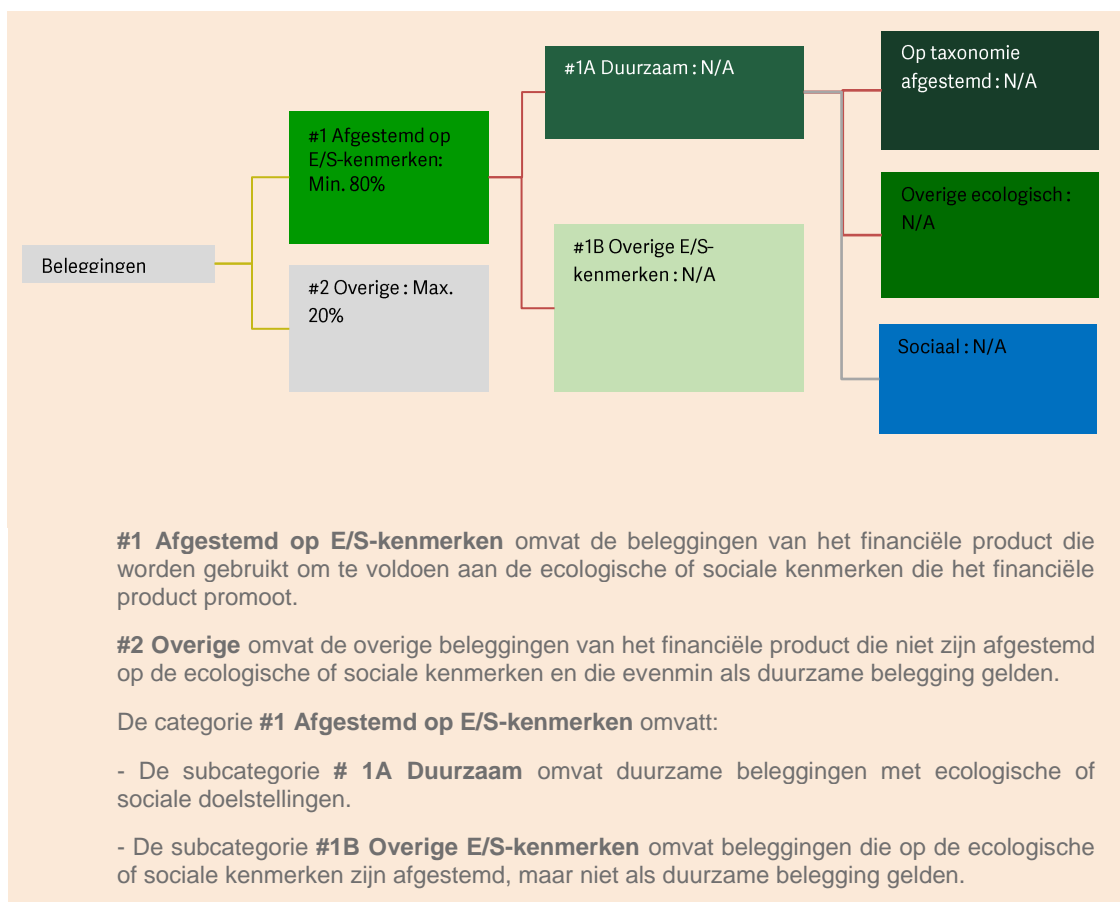 #1A Duurzaam : N/A
Op taxonomie
afgestemd : N/A
#1 Afgestemd op
E/S-kenmerken:
Min. 80%
Overige ecologisch :
N/A
#1B Overige E/S-
kenmerken : N/A
Beleggingen
#2 Overige : Max.
20%
Sociaal : N/A
#1 Afgestemd op E/S-kenmerken omvat de beleggingen van het financiële product die
worden gebruikt om te voldoen aan de ecologische of sociale kenmerken die het financiële
product promoot.
#2 Overige omvat de overige beleggingen van het financiële product die niet zijn afgestemd
op de ecologische of sociale kenmerken en die evenmin als duurzame belegging gelden.
De categorie #1 Afgestemd op E/S-kenmerken omvatt:
- De subcategorie # 1A Duurzaam omvat duurzame beleggingen met ecologische of
sociale doelstellingen.
- De subcategorie #1B Overige E/S-kenmerken omvat beleggingen die op de ecologische
of sociale kenmerken zijn afgestemd, maar niet als duurzame belegging gelden.